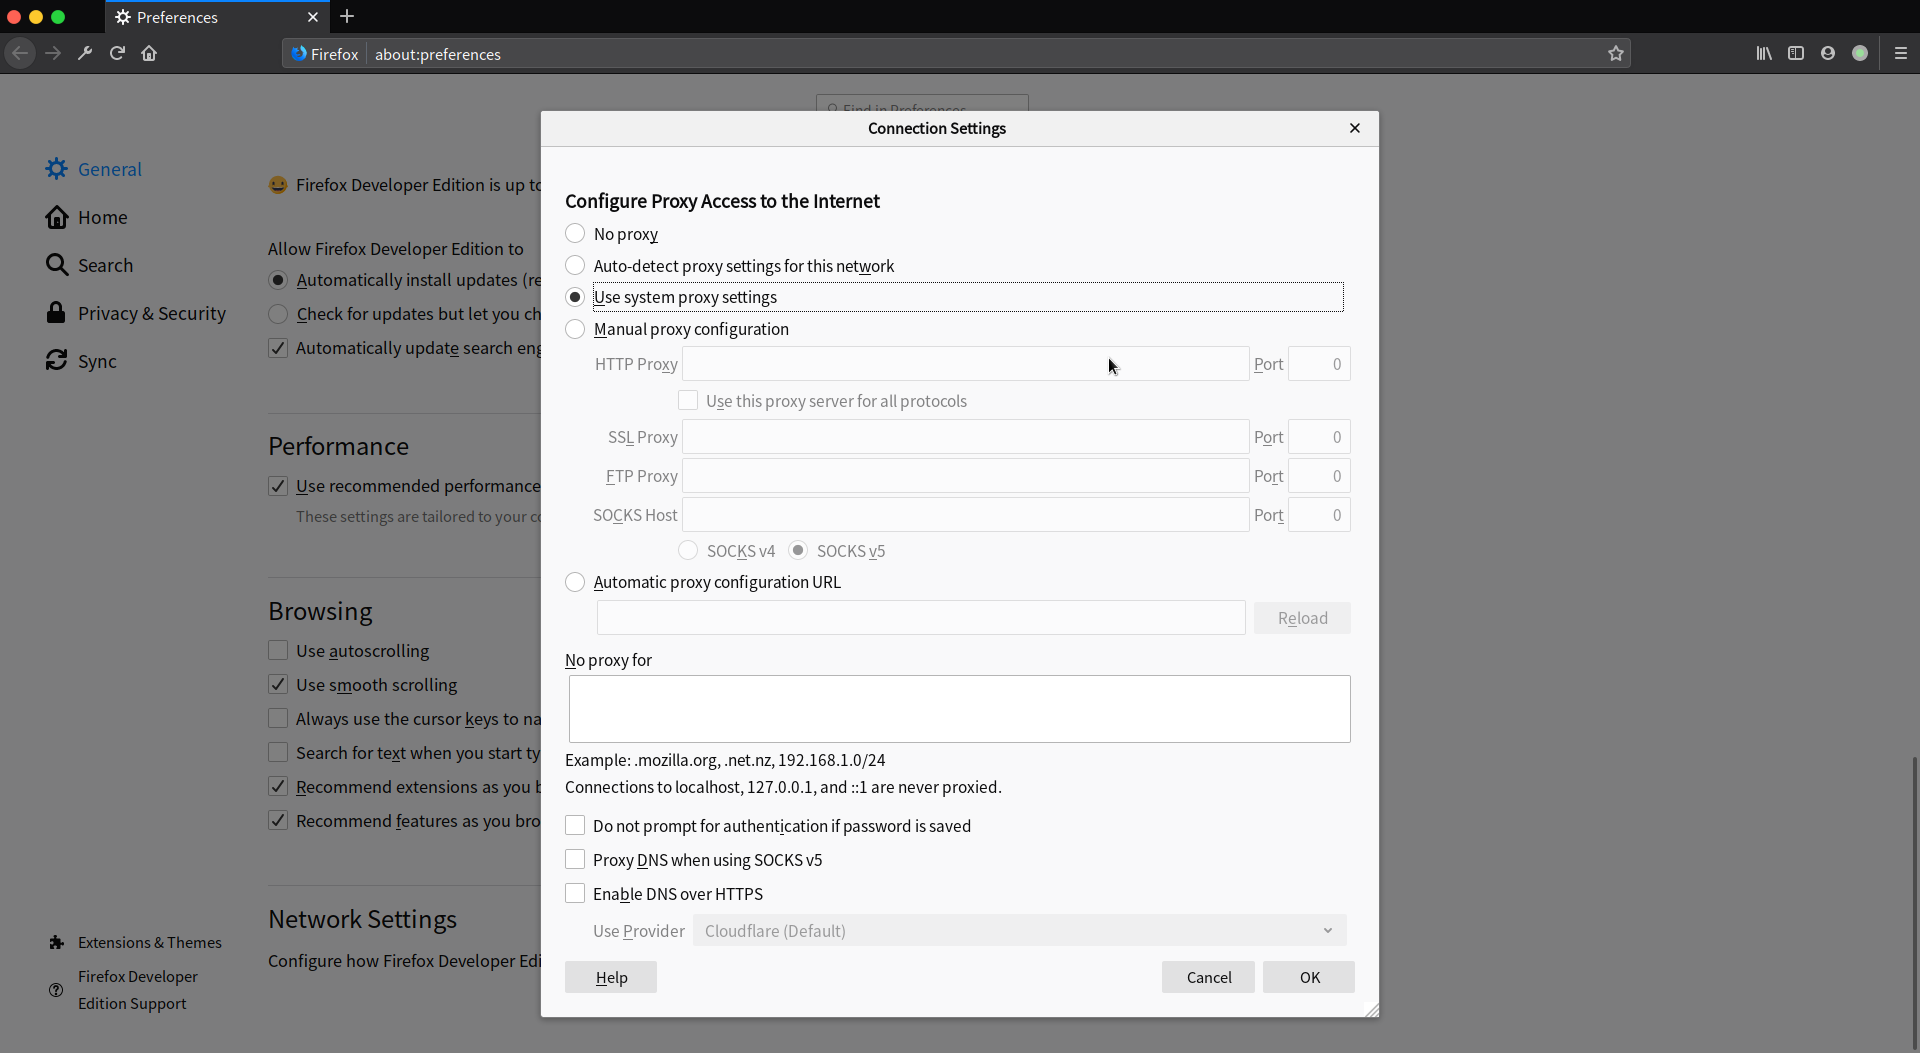 Preferences
Firefox
about:preferences
Find in Preferences
General
Home
Search
Privacy & Security
Sync
Extensions & Themes
Firefox Developer
Edition Support
Firefox Developer Edition is up to
Allow Firefox Developer Edition to
Automatically install updates (re
Check for updates but let you ch
Automatically update search eng
Performance
Use recommended performance
These settings are tailored to your co
Browsing
Use autoscrolling
Use smooth scrolling
Always use the cursor keys to na
Search for text when you start ty
Recommend extensions as you b
Recommend features as you bro
Network Settings
Configure how Firefox Developer Edi
Connection Settings
Configure Proxy Access to the Internet
No proxy
Auto-detect proxy settings for this network
Use system proxy settings
Manual proxy configuration
HTTP Proxy Port 0
Use this proxy server for all protocols
SSL Proxy Port 0
FTP Proxy Port 0
SOCKS Host Port 0
SOCKS v4 SOCKS v5
Automatic proxy configuration URL
Reload
No proxy for
Example: .mozilla.org, .net.nz, 192.168.1.0/24
Connections to localhost, 127.0.0.1, and ::1 are never proxied.
Do not prompt for authentication if password is saved
Proxy DNS when using SOCKS v5
Enable DNS over HTTPS
Use Provider Cloudflare (Default)
Help Cancel OK